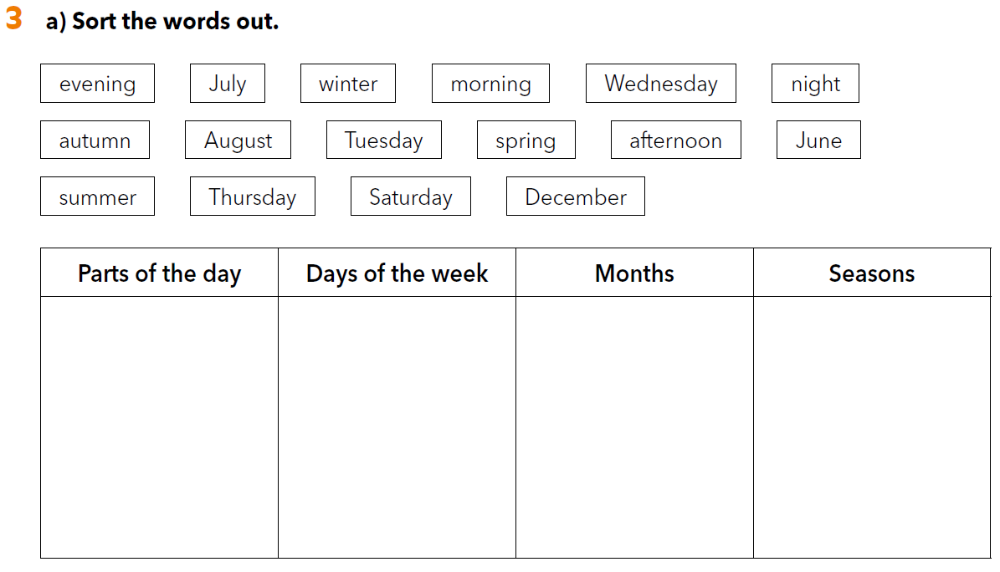 3 a) Sort the words out.
evening July winter morning Wednesday night
autumn August Tuesday spring afternoon June
summer Thursday Saturday December
Parts of the day Days of the week Months Seasons